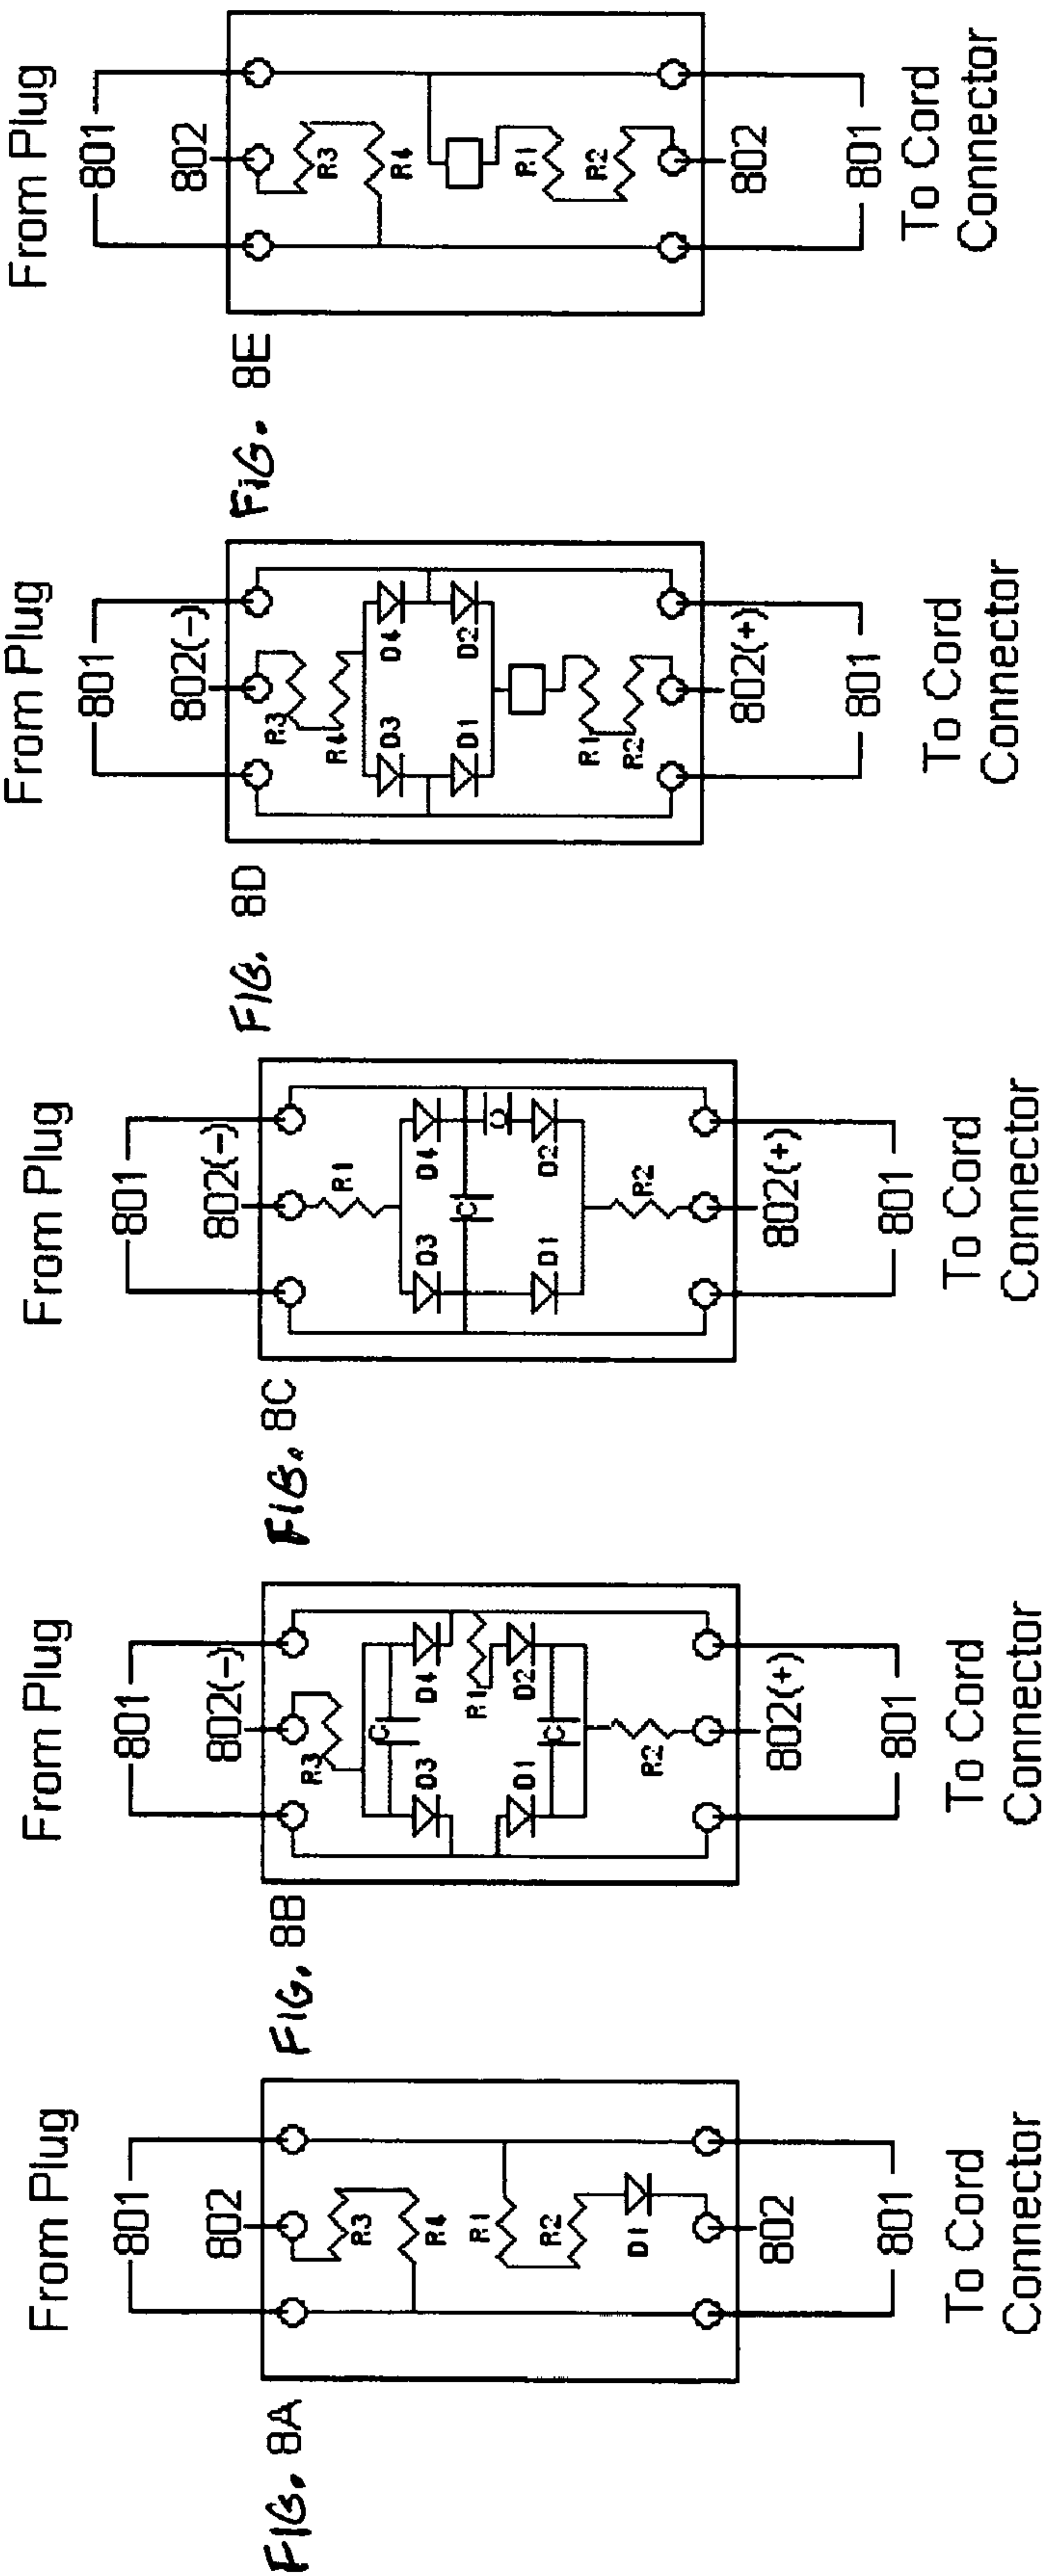 FIG. 8A
From Plug
801
802
R3
R4
R1
R2
D1
802
801
To Cord
Connector
FIG. 8B
From Plug
801
802(-)
R3
C
D3
D4
R1
D1
D2
C
R2
802(+)
801
To Cord
Connector
FIG. 8C
From Plug
801
802(-)
R1
D3
D4
C
C
D1
D2
R2
802(+)
801
To Cord
Connector
FIG. 8D
From Plug
801
802(-)
R3
R4
D3
D4
D1
D2
R1
R2
802(+)
801
To Cord
Connector
FIG. 8E
From Plug
801
802
R3
R4
R1
R2
802
801
To Cord
Connector